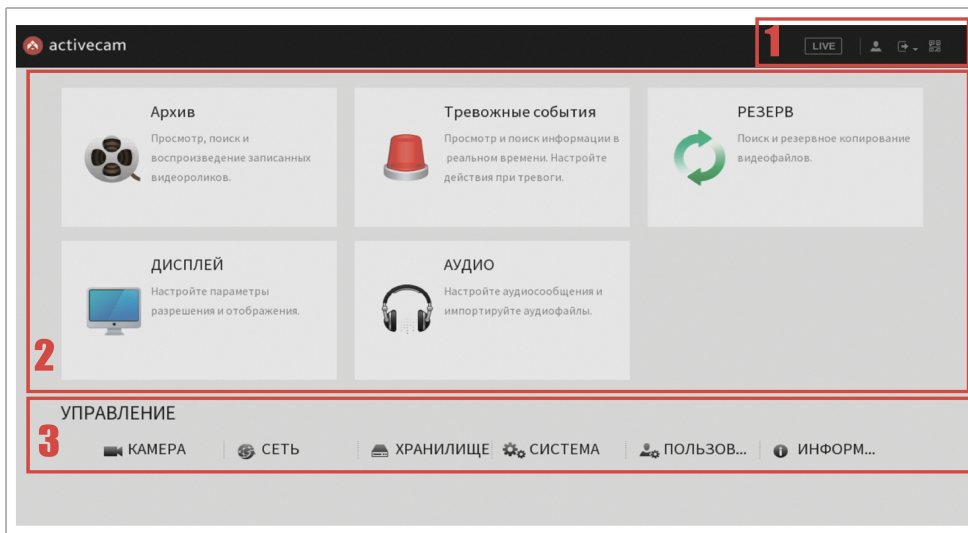 activecam
1
LIVE
Архив
Просмотр, поиск и
воспроизведение записанных
видеороликов.
Тревожные события
Просмотр и поиск информации в
реальном времени. Настройте
действия при тревоге.
РЕЗЕРВ
Поиск и резервное копирование
видеофайлов.
ДИСПЛЕЙ
Настройте параметры
разрешения и отображения.
АУДИО
Настройте аудиосообщения и
импортируйте аудиофайлы.
2
УПРАВЛЕНИЕ
3
КАМЕРА
СЕТЬ
ХРАНИЛИЩЕ
СИСТЕМА
ПОЛЬЗОВ...
ИНФОРМ...